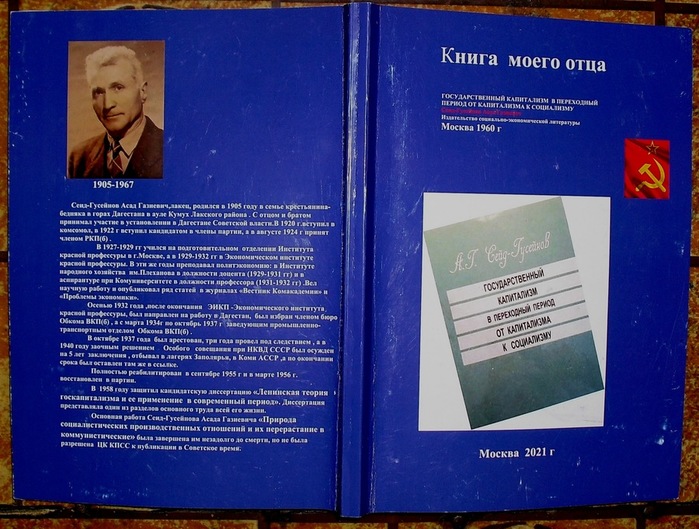 1905-1967
Сеид-Гусейнов Асад Газиевич,лакец, родился в 1905 году в семье крестьянина-
бедняка в горах Дагестана в ауле Кумух Лакского района . С отцом и братом
принимал участие в установлении в Дагестане Советской власти.В 1920 г.вступил в
комсомол, в 1922 г вступил кандидатом в члены партии, а в августе 1924 г принят
членом РКП(б) .
В 1927-1929 гг учился на подготовительном отделения Института
красной профессуры в г.Москве, а в 1929-1932 гг в Экономическом институте
красной профессуры. В эти же годы преподавал политэкономию: в Институте
народного хозяйства им.Плеханова в должности доцента (1929-1931 гг) и в
аспирантуре при Комуниверитете в должности профессора (1931-1932 гг) .Вел
научную работу и опубликовал ряд статей в журналах «Вестник Комакадемии» и
«Проблемы экономики».
Осенью 1932 года ,после окончания ЭИКП -Экономического института
красной профессуры, был направлен на работу в Дагестан, был избран членом бюро
Обкома ВКП(б) , а с марта 1934г по октябрь 1937 г заведующим промышленно-
транспортным отделом Обкома ВКП(б) .
В октябре 1937 года был арестован, три года провел под следствием , а в
1940 году заочным решением Особого совещания при НКВД СССР был осужден
на 5 лет заключения , отбывал в лагерях Заполярья, в Коми АССР ,а по окончании
срока был оставлен там же в ссылке.
Полностью реабилитирован в сентябре 1955 г и в марте 1956 г.
восстановлен в партии.
В 1958 году защитил кандидатскую диссертацию «Ленинская теория
госкапитализма и ее применение в современный период». Диссертация
представляла один из разделов основного труда всей его жизни.
Основная работа Сеид-Гусейнова Асада Газиевича «Природа
социалистических производственных отношений и их перерастание в
коммунистические» была завершена им незадолго до смерти, но не была
разрешена ЦК КПСС к публикации в Советское время.
Книга моего отца
ГОСУДАРСТВЕННЫЙ КАПИТАЛИЗМ В ПЕРЕХОДНЫЙ
ПЕРИОД ОТ КАПИТАЛИЗМА К СОЦИАЛИЗМУ
Издательство социально-экономической литературы
Москва 1960 г
А.Г. Сеид-Гусейнов
ГОСУДАРСТВЕННЫЙ
КАПИТАЛИЗМ
В ПЕРЕХОДНЫЙ ПЕРИОД
ОТ КАПИТАЛИЗМА
К СОЦИАЛИЗМУ
Москва 2021 г